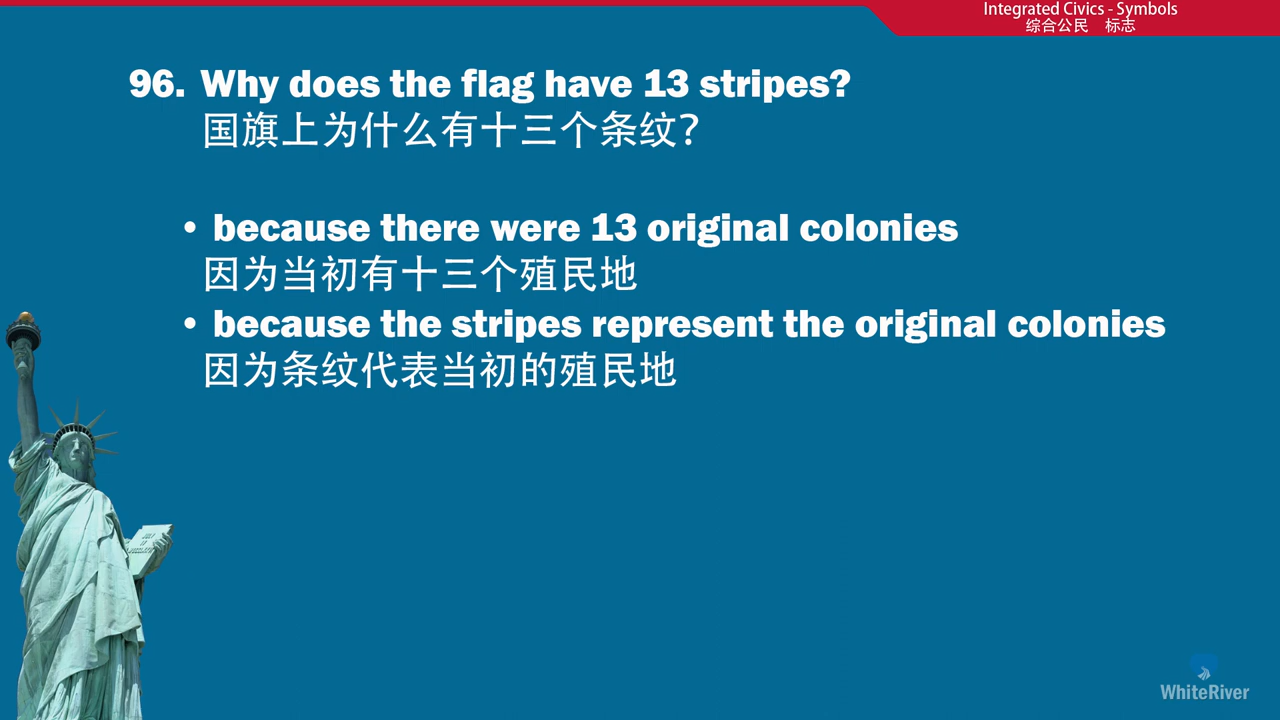 Integrated Civics - Symbols
综合公民 标志
96. Why does the flag have 13 stripes?
国旗上为什么有十三个条纹?
• because there were 13 original colonies
因为当初有十三个殖民地
• because the stripes represent the original colonies
因为条纹代表当初的殖民地
WhiteRiver